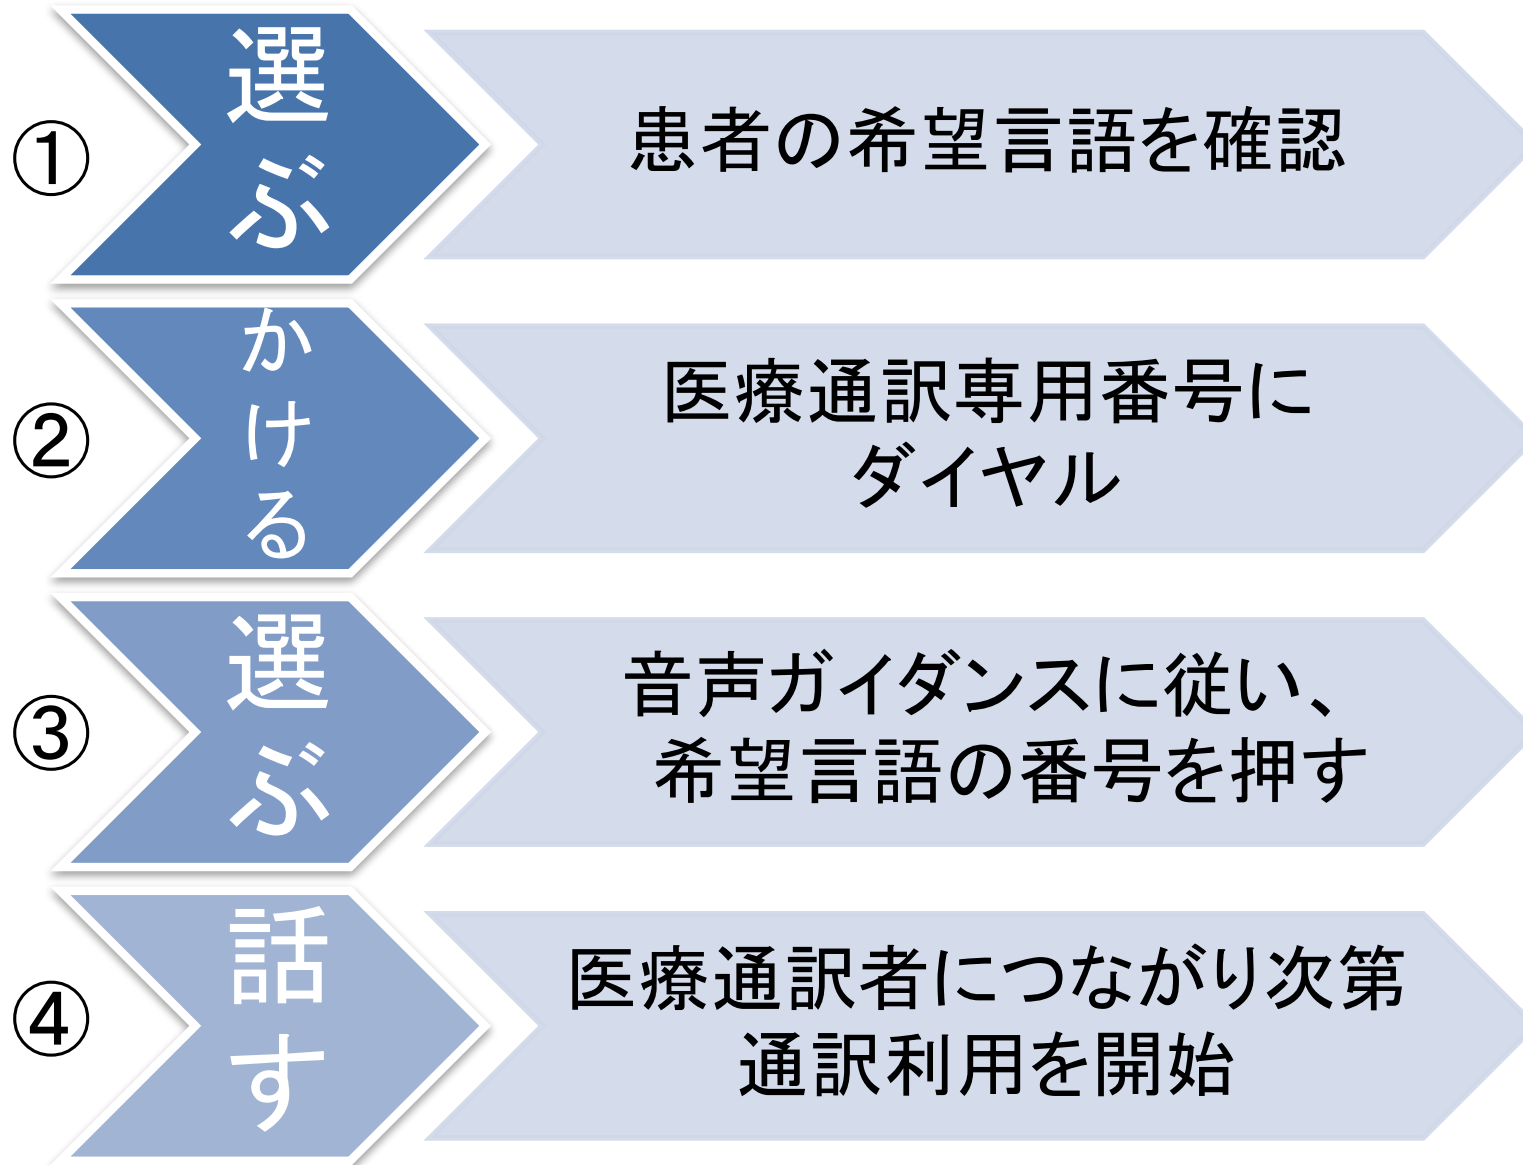 ①
選ぶ
患者の希望言語を確認
②
かける
医療通訳専用番号に
ダイヤル
③
選ぶ
音声ガイダンスに従い、
希望言語の番号を押す
④
話す
医療通訳者につながり次第
通訳利用を開始